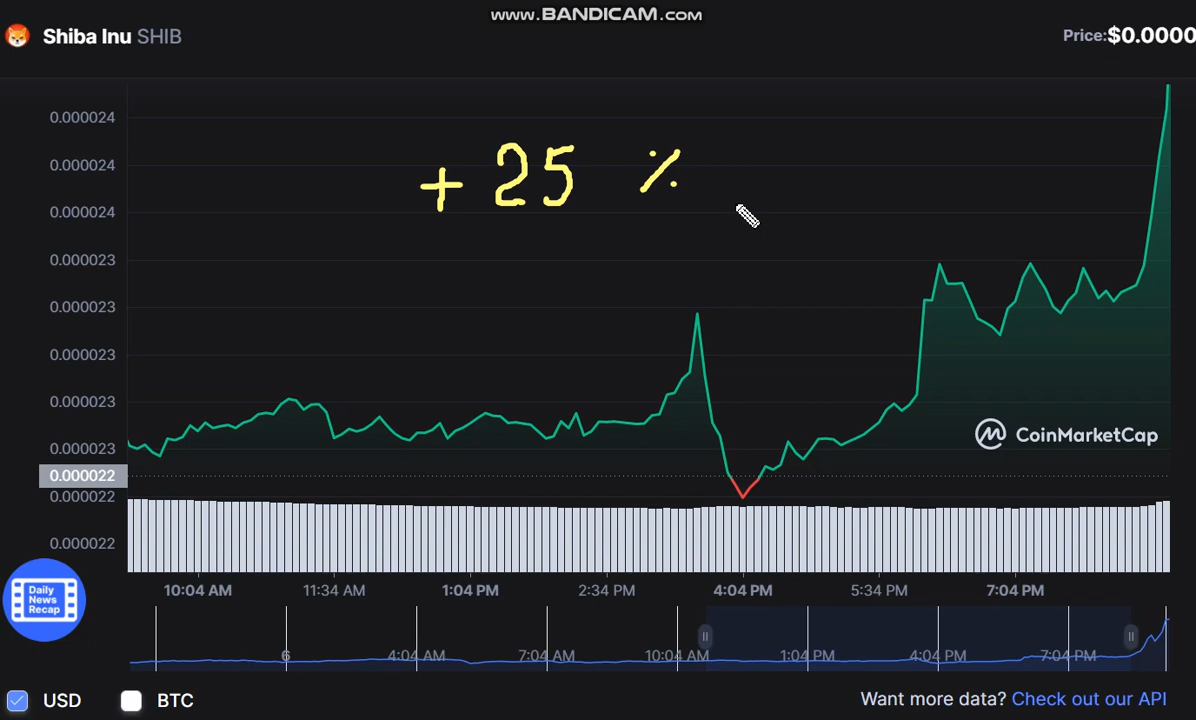 www.BANDICAM.com
Shiba Inu SHIB
Price:$0.0000
0.000024
0.000024
0.000024
0.000023
0.000023
0.000023
0.000023
0.000023
0.000022
0.000022
0.000022
+ 25 %
CoinMarketCap
Daily
News
Recap
10:04 AM 11:34 AM 1:04 PM 2:34 PM 4:04 PM 5:34 PM 7:04 PM
6 4:04 AM 7:04 AM 10:04 AM 1:04 PM 4:04 PM 7:04 PM
USD BTC
Want more data? Check out our API